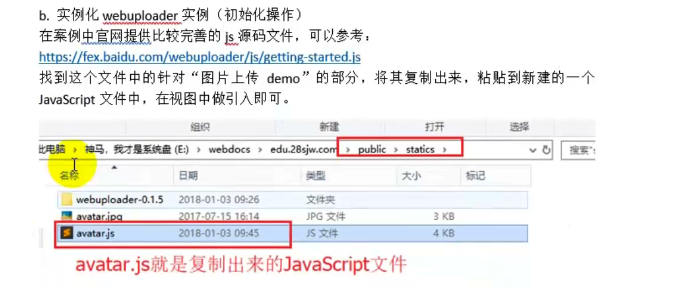 b. 实例化 webuploader 实例（初始化操作）
在案例中官网提供比较完善的 js 源码文件，可以参考：
https://fex.baidu.com/webuploader/js/getting-started.js
找到这个文件中的针对“图片上传 demo”的部分，将其复制出来，粘贴到新建的一个
JavaScript 文件中，在视图中做引入即可。
组织 新建 打开 选择
此电脑 › 神马，我才是系统盘 (E:) › webdocs › edu.28sjw.com › public › statics ›
搜索"
名称 日期 类型 大小 标记
webuploader-0.1.5 2018-01-03 09:26 文件夹
avatar.jpg 2017-07-15 16:14 JPG 文件 3 KB
avatar.js 2018-01-03 09:45 JS 文件 4 KB
avatar.js就是复制出来的JavaScript文件